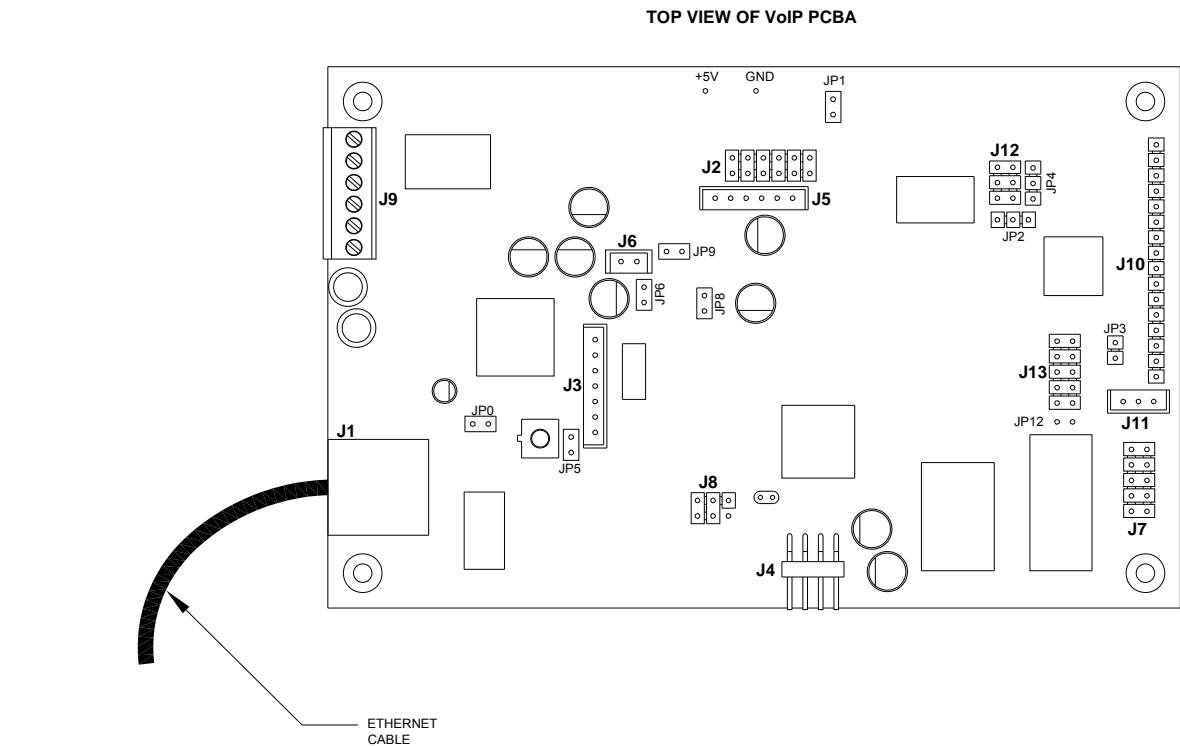 TOP VIEW OF VoIP PCBA
+5V
GND
JP1
J2
J12
JP4
J9
J5
JP2
J6
JP9
J10
JP6
JP8
JP3
J3
J13
JP0
J11
J1
JP12
JP5
J8
J7
J4
ETHERNET
CABLE